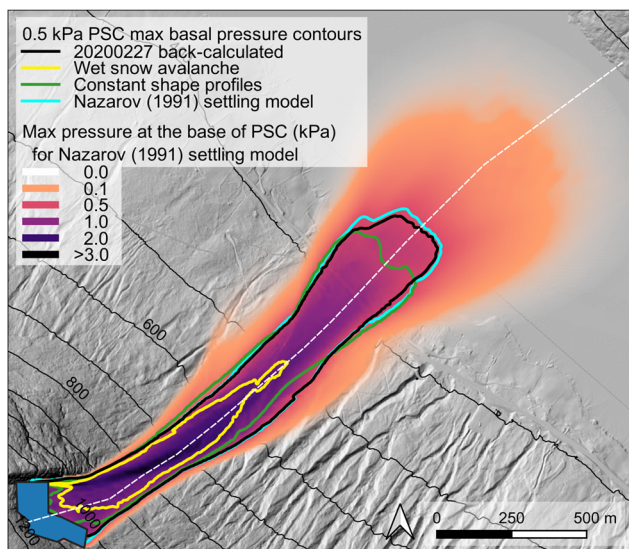 0.5 kPa PSC max basal pressure contours
20200227 back-calculated
Wet snow avalanche
Constant shape profiles
Nazarov (1991) settling model
Max pressure at the base of PSC (kPa)
for Nazarov (1991) settling model
0.0
0.1
0.5
1.0
2.0
>3.0
600
800
1000
1200
0 250 500 m